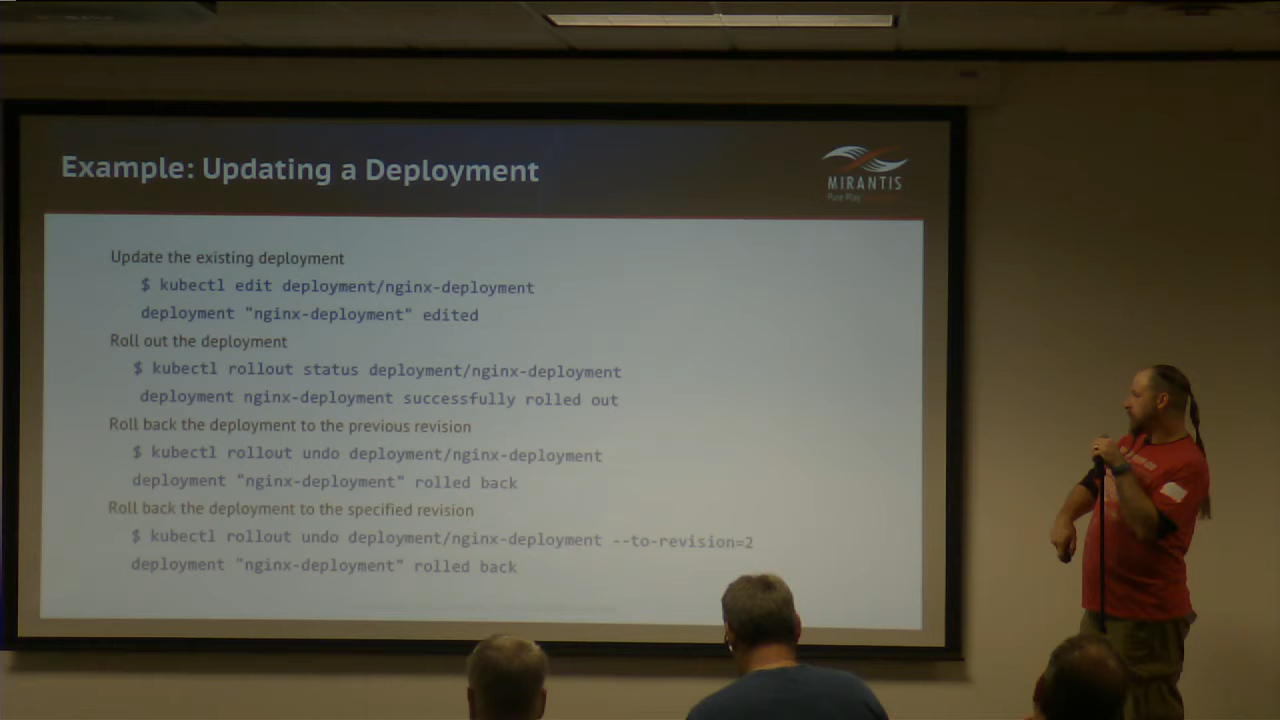 Example: Updating a Deployment
MIRANTIS
Pure Play
Update the existing deployment
$ kubectl edit deployment/nginx-deployment
deployment "nginx-deployment" edited
Roll out the deployment
$ kubectl rollout status deployment/nginx-deployment
deployment nginx-deployment successfully rolled out
Roll back the deployment to the previous revision
$ kubectl rollout undo deployment/nginx-deployment
deployment "nginx-deployment" rolled back
Roll back the deployment to the specified revision
$ kubectl rollout undo deployment/nginx-deployment --to-revision=2
deployment "nginx-deployment" rolled back